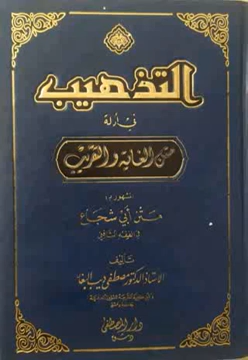 التذهيب
في أدلة
متن الغاية والتقريب
المشهور بـ
متن أبي شجاع
في الفقه الشافعي
تأليف
الأستاذ الدكتور مصطفى ديب البغا
دار المصطفى